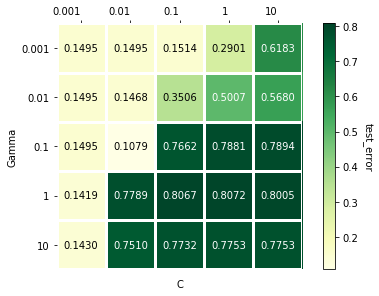 0.001 0.01 0.1 1 10
0.001 0.1495 0.1495 0.1514 0.2901 0.6183
0.01 0.1495 0.1468 0.3506 0.5007 0.5680
0.1 0.1495 0.1079 0.7662 0.7881 0.7894
1 0.1419 0.7789 0.8067 0.8072 0.8005
10 0.1430 0.7510 0.7732 0.7753 0.7753
Gamma
C
0.8
0.7
0.6
0.5
0.4
0.3
0.2
test_error